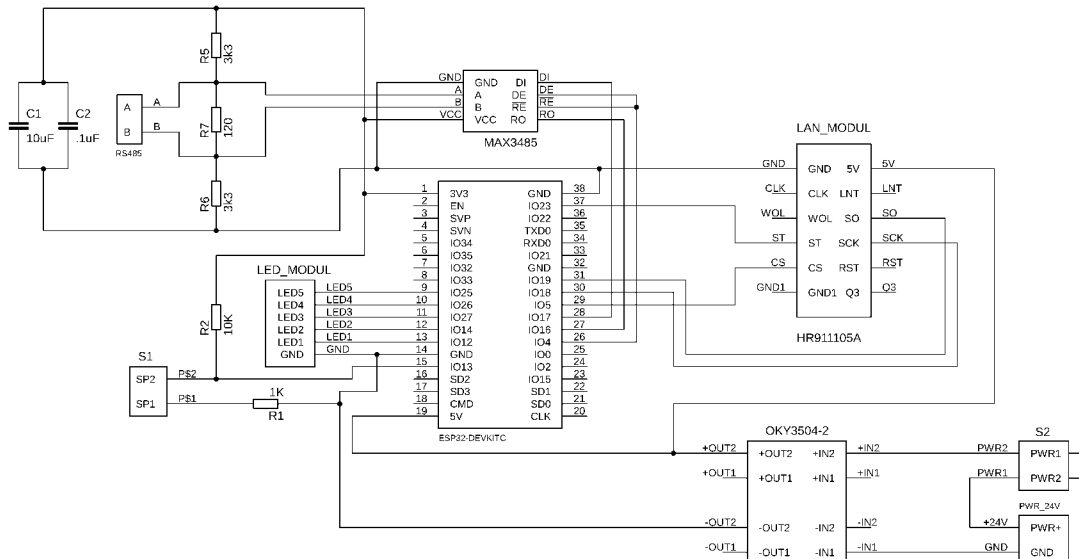 R5
3k3
C1
10uF
C2
.1uF
A
B
A
B
RS485
R7
120
R6
3k3
GND
A
B
VCC
GND
A
B
VCC
DI
DE
RE
RO
DI
DE
RE
RO
MAX3485
LAN_MODUL
GND
CLK
WOL
ST
CS
GND1
GND
CLK
WOL
ST
CS
GND1
5V
LNT
SO
SCK
RST
Q3
5V
LNT
SO
SCK
RST
Q3
HR911105A
1 3V3
2 EN
3 SVP
4 SVN
5 IO34
6 IO35
7 IO32
8 IO33
9 IO25
10 IO26
11 IO27
12 IO14
13 IO12
14 GND
15 IO13
16 SD2
17 SD3
18 CMD
19 5V
GND 38
IO23 37
IO22 36
TXD0 35
RXD0 34
IO21 33
GND 32
IO19 31
IO18 30
IO5 29
IO17 28
IO16 27
IO4 26
IO0 25
IO2 24
IO15 23
SD1 22
SD0 21
CLK 20
ESP32-DEVKITC
LED_MODUL
LED5 LED5
LED4 LED4
LED3 LED3
LED2 LED2
LED1 LED1
GND GND
R2
10K
S1
SP2 P$2
SP1 P$1
1K
R1
OKY3504-2
+OUT2 +OUT2 +IN2 +IN2
+OUT1 +OUT1 +IN1 +IN1
-OUT2 -OUT2 -IN2 -IN2
-OUT1 -OUT1 -IN1 -IN1
S2
PWR2 PWR1
PWR1 PWR2
PWR_24V
+24V PWR+
GND GND